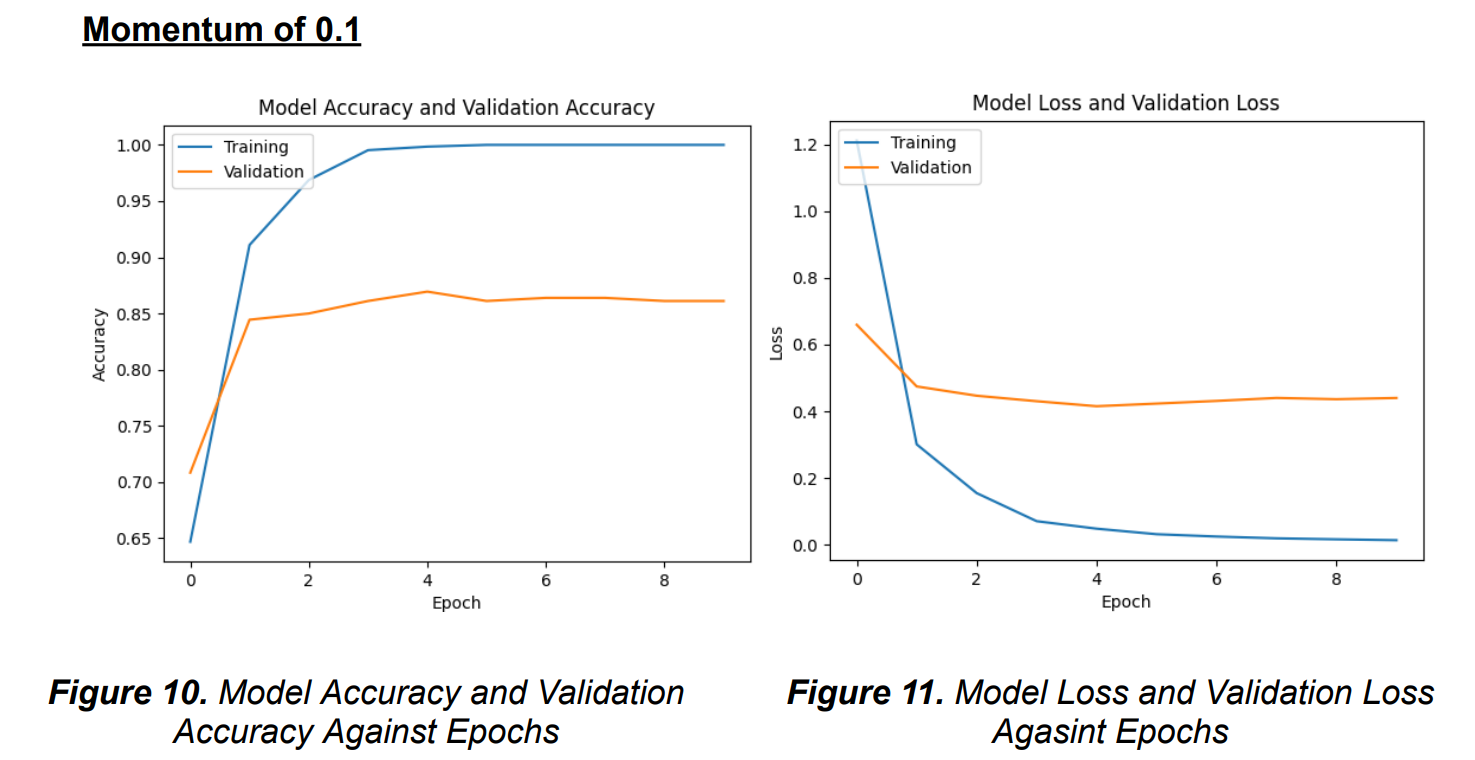 Momentum of 0.1
Model Accuracy and Validation Accuracy
Training
Validation
1.00
0.95
0.90
0.85
0.80
0.75
0.70
0.65
Accuracy
0 2 4 6 8
Epoch
Model Loss and Validation Loss
Training
Validation
1.2
1.0
0.8
0.6
0.4
0.2
0.0
Loss
0 2 4 6 8
Epoch
Figure 10. Model Accuracy and Validation
Accuracy Against Epochs
Figure 11. Model Loss and Validation Loss
Agasint Epochs